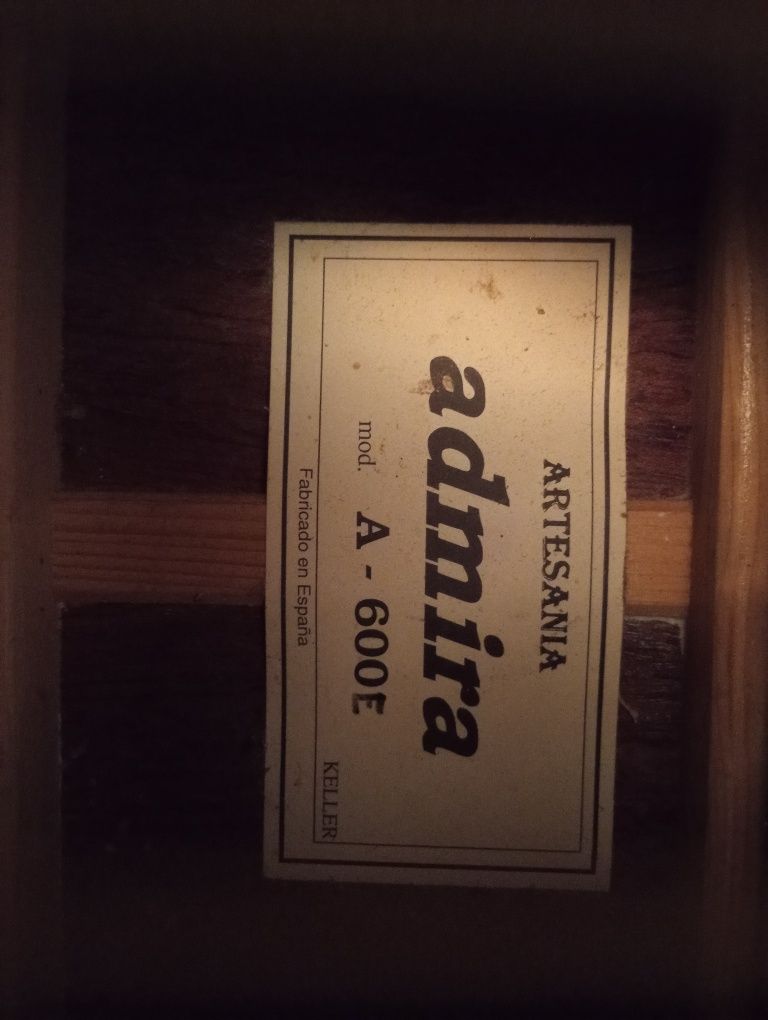 ARTESANIA
admira
mod. A - 600E
KELLER
Fabricado en España